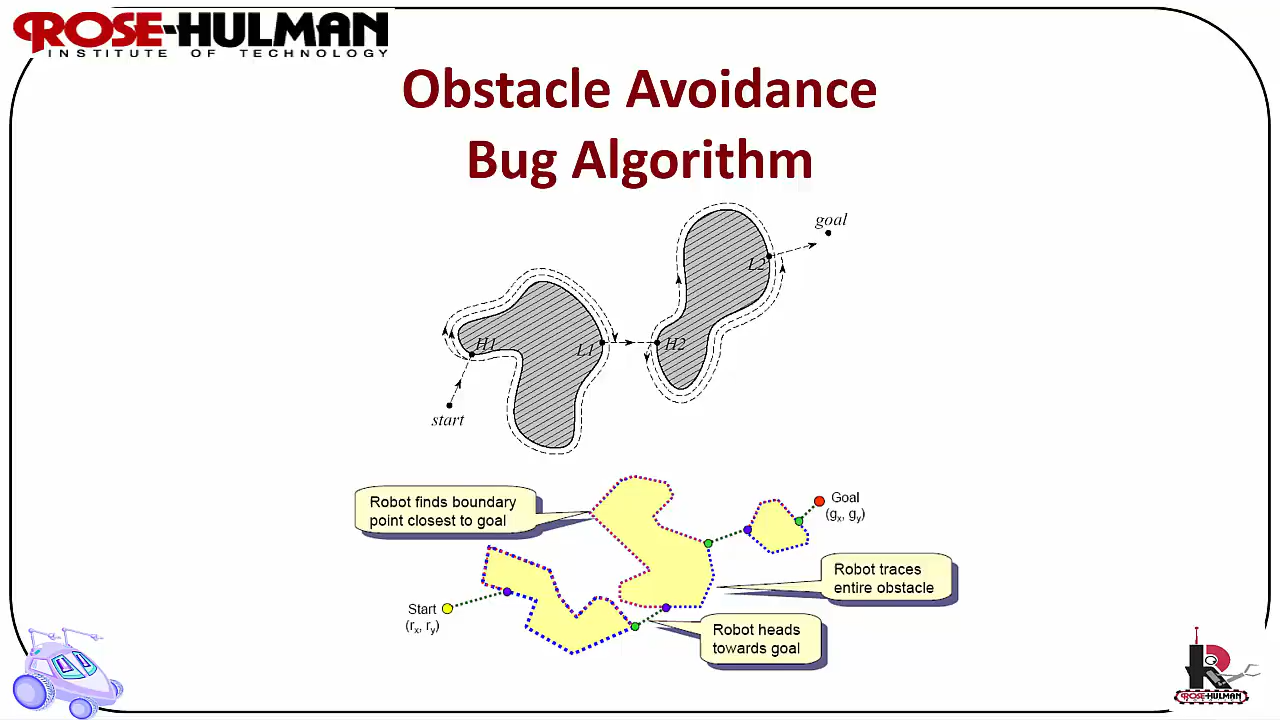 ROSE-HULMAN
INSTITUTE OF TECHNOLOGY
Obstacle Avoidance
Bug Algorithm
goal
L2
H1
L1
H2
start
Robot finds boundary
point closest to goal
Goal
(gx, gy)
Robot traces
entire obstacle
Start
(rx, ry)
Robot heads
towards goal
ROSE-HULMAN